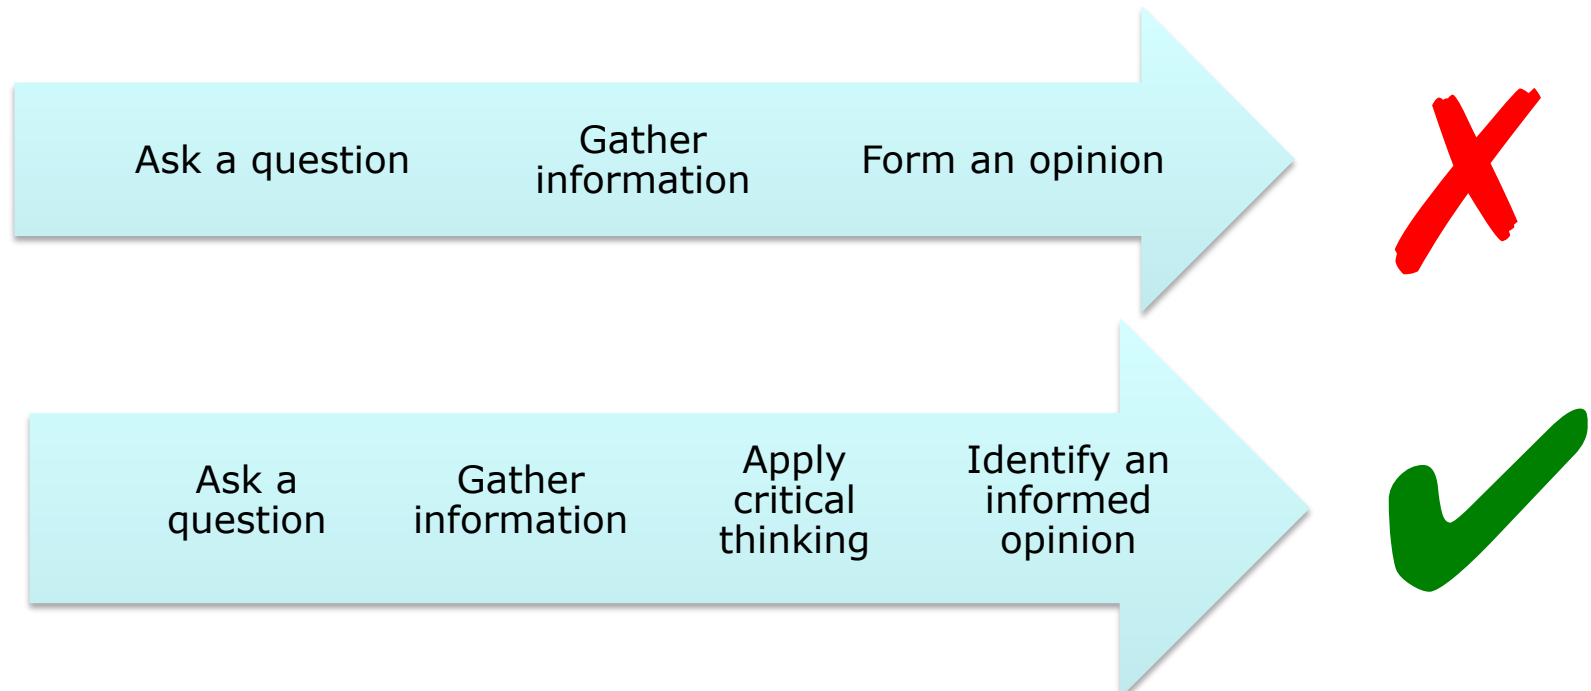 Ask a question
Gather
information
Form an opinion
Ask a
question
Gather
information
Apply
critical
thinking
Identify an
informed
opinion